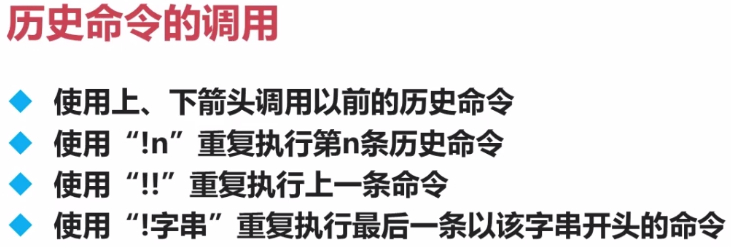 历史命令的调用
使用上、下箭头调用以前的历史命令
使用“!n”重复执行第n条历史命令
使用“!!”重复执行上一条命令
使用“!字串”重复执行最后一条以该字串开头的命令